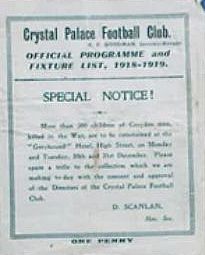 Crystal Palace Football Club.
OFFICIAL PROGRAMME and
FIXTURE LIST, 1918-1919.
SPECIAL NOTICE!
More than 500 children of Croydon men,
killed in the War, are to be entertained at the
"Greyhound" Hotel, High Street, on Monday
and Tuesday, 30th and 31st December. Please
spare a trifle to the collection which we are
making to-day with the consent and approval
of the Directors of the Crystal Palace Football
Club.
D. SCANLAN,
Hon. Sec.
ONE PENNY